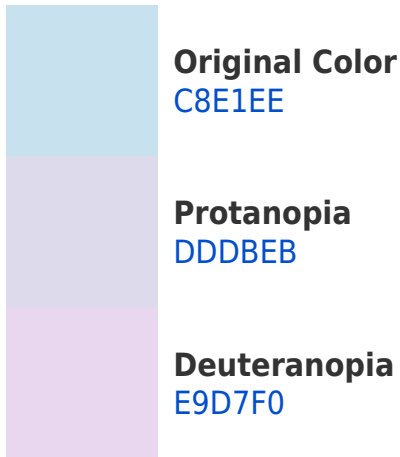 Original Color
C8E1EE
Protanopia
DDDBEB
Deuteranopia
E9D7F0